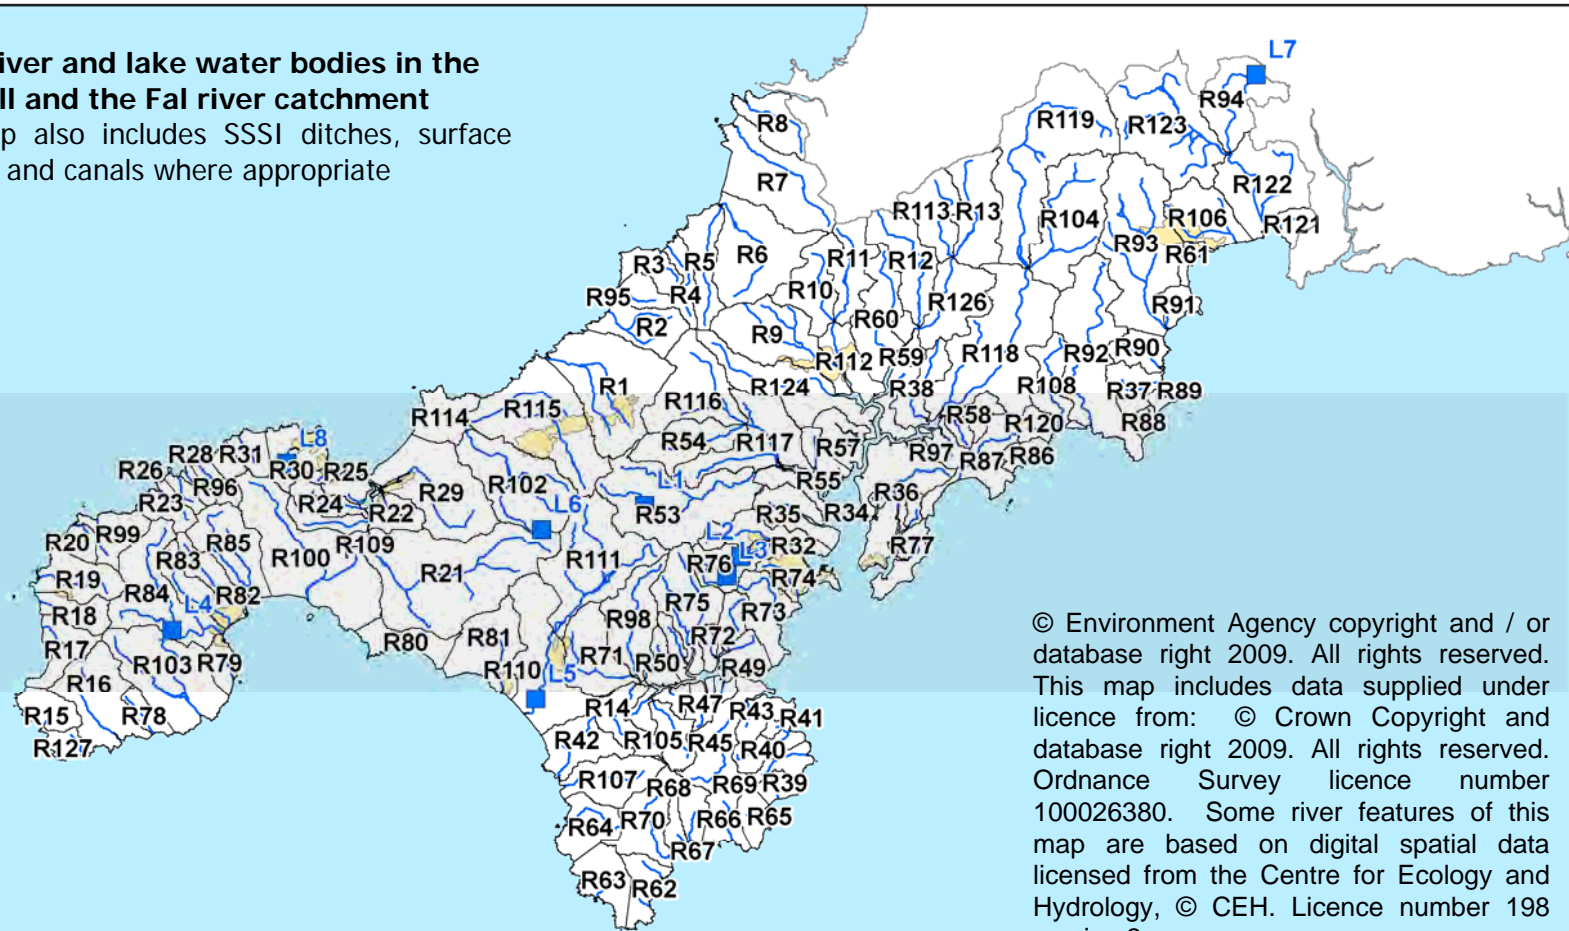 iver and lake water bodies in the
ll and the Fal river catchment
p also includes SSSI ditches, surface
and canals where appropriate
L7
R94
R8
R119
R123
R7
R122
R113 R13
R104
R106
R121
R93
R61
R6
R11
R12
R3
R5
R10
R126
R91
R95
R4
R60
R2
R9
R112
R59
R118
R92
R90
R1
R124
R38
R108
R37
R89
R116
R115
R114
R58
R120
R88
L8
R54
R117
R57
R97
R87
R86
R28
R31
R26
R30
R25
R96
R102
L1
R55
R29
R36
R23
R24
R22
L6
R53
R35
R34
R20
R99
R85
R109
L2
R32
R77
R83
R100
R111
R76
L3
R19
R21
R74
R84
L4
R82
R75
R73
R18
R98
R17
R103
R79
R80
R81
R72
R16
R110
L5
R71
R50
R49
R15
R78
R14
R47
R43
R41
R127
R42
R105
R45
R40
R107
R68
R69
R39
R64
R70
R66
R65
R67
R63
R62
© Environment Agency copyright and / or
database right 2009. All rights reserved.
This map includes data supplied under
licence from: © Crown Copyright and
database right 2009. All rights reserved.
Ordnance Survey licence number
100026380. Some river features of this
map are based on digital spatial data
licensed from the Centre for Ecology and
Hydrology, © CEH. Licence number 198